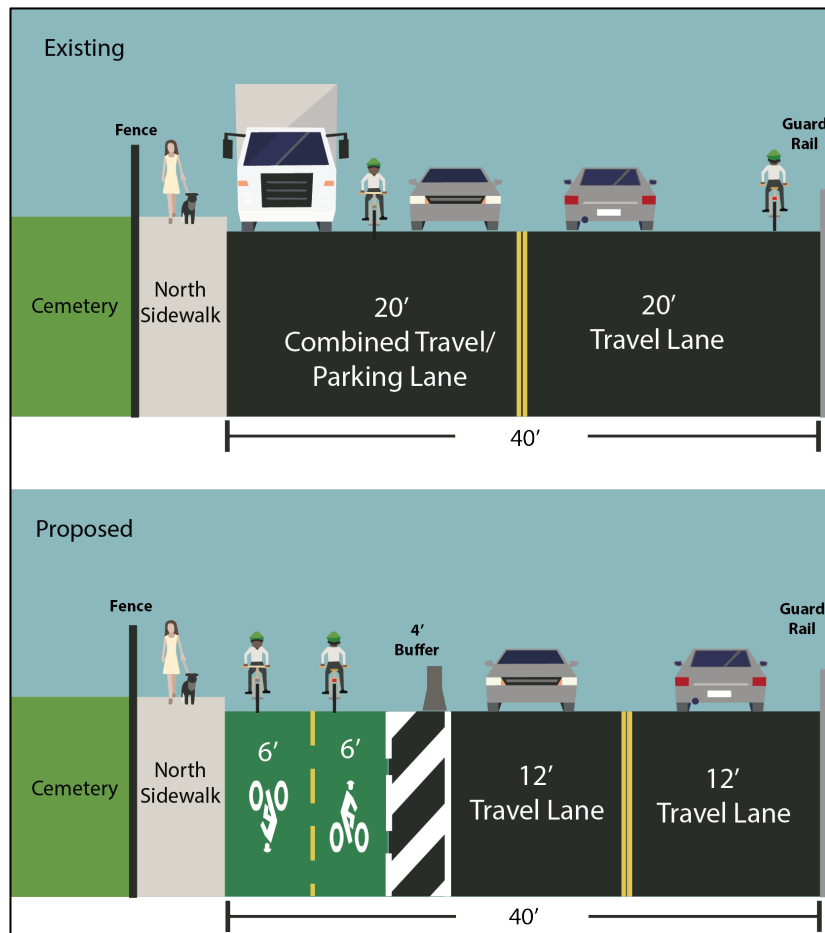 Existing
Fence
Guard
Rail
Cemetery
North
Sidewalk
20’
Combined Travel/
Parking Lane
20’
Travel Lane
40’
Proposed
Fence
4’
Buffer
Guard
Rail
Cemetery
North
Sidewalk
6’
6’
12’
Travel Lane
12’
Travel Lane
40’